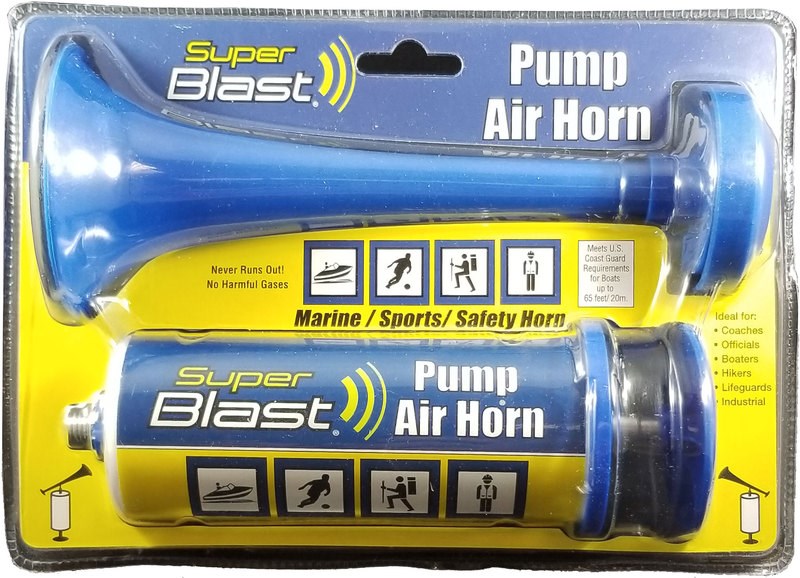 Super
Blast
Pump
Air Horn
Never Runs Out!
No Harmful Gases
Meets U.S.
Coast Guard
Requirements
for Boats
up to
65 feet/ 20m.
Marine / Sports/ Safety Horn
Ideal for:
• Coaches
• Officials
• Boaters
• Hikers
• Lifeguards
• Industrial
Super
Blast
Pump
Air Horn